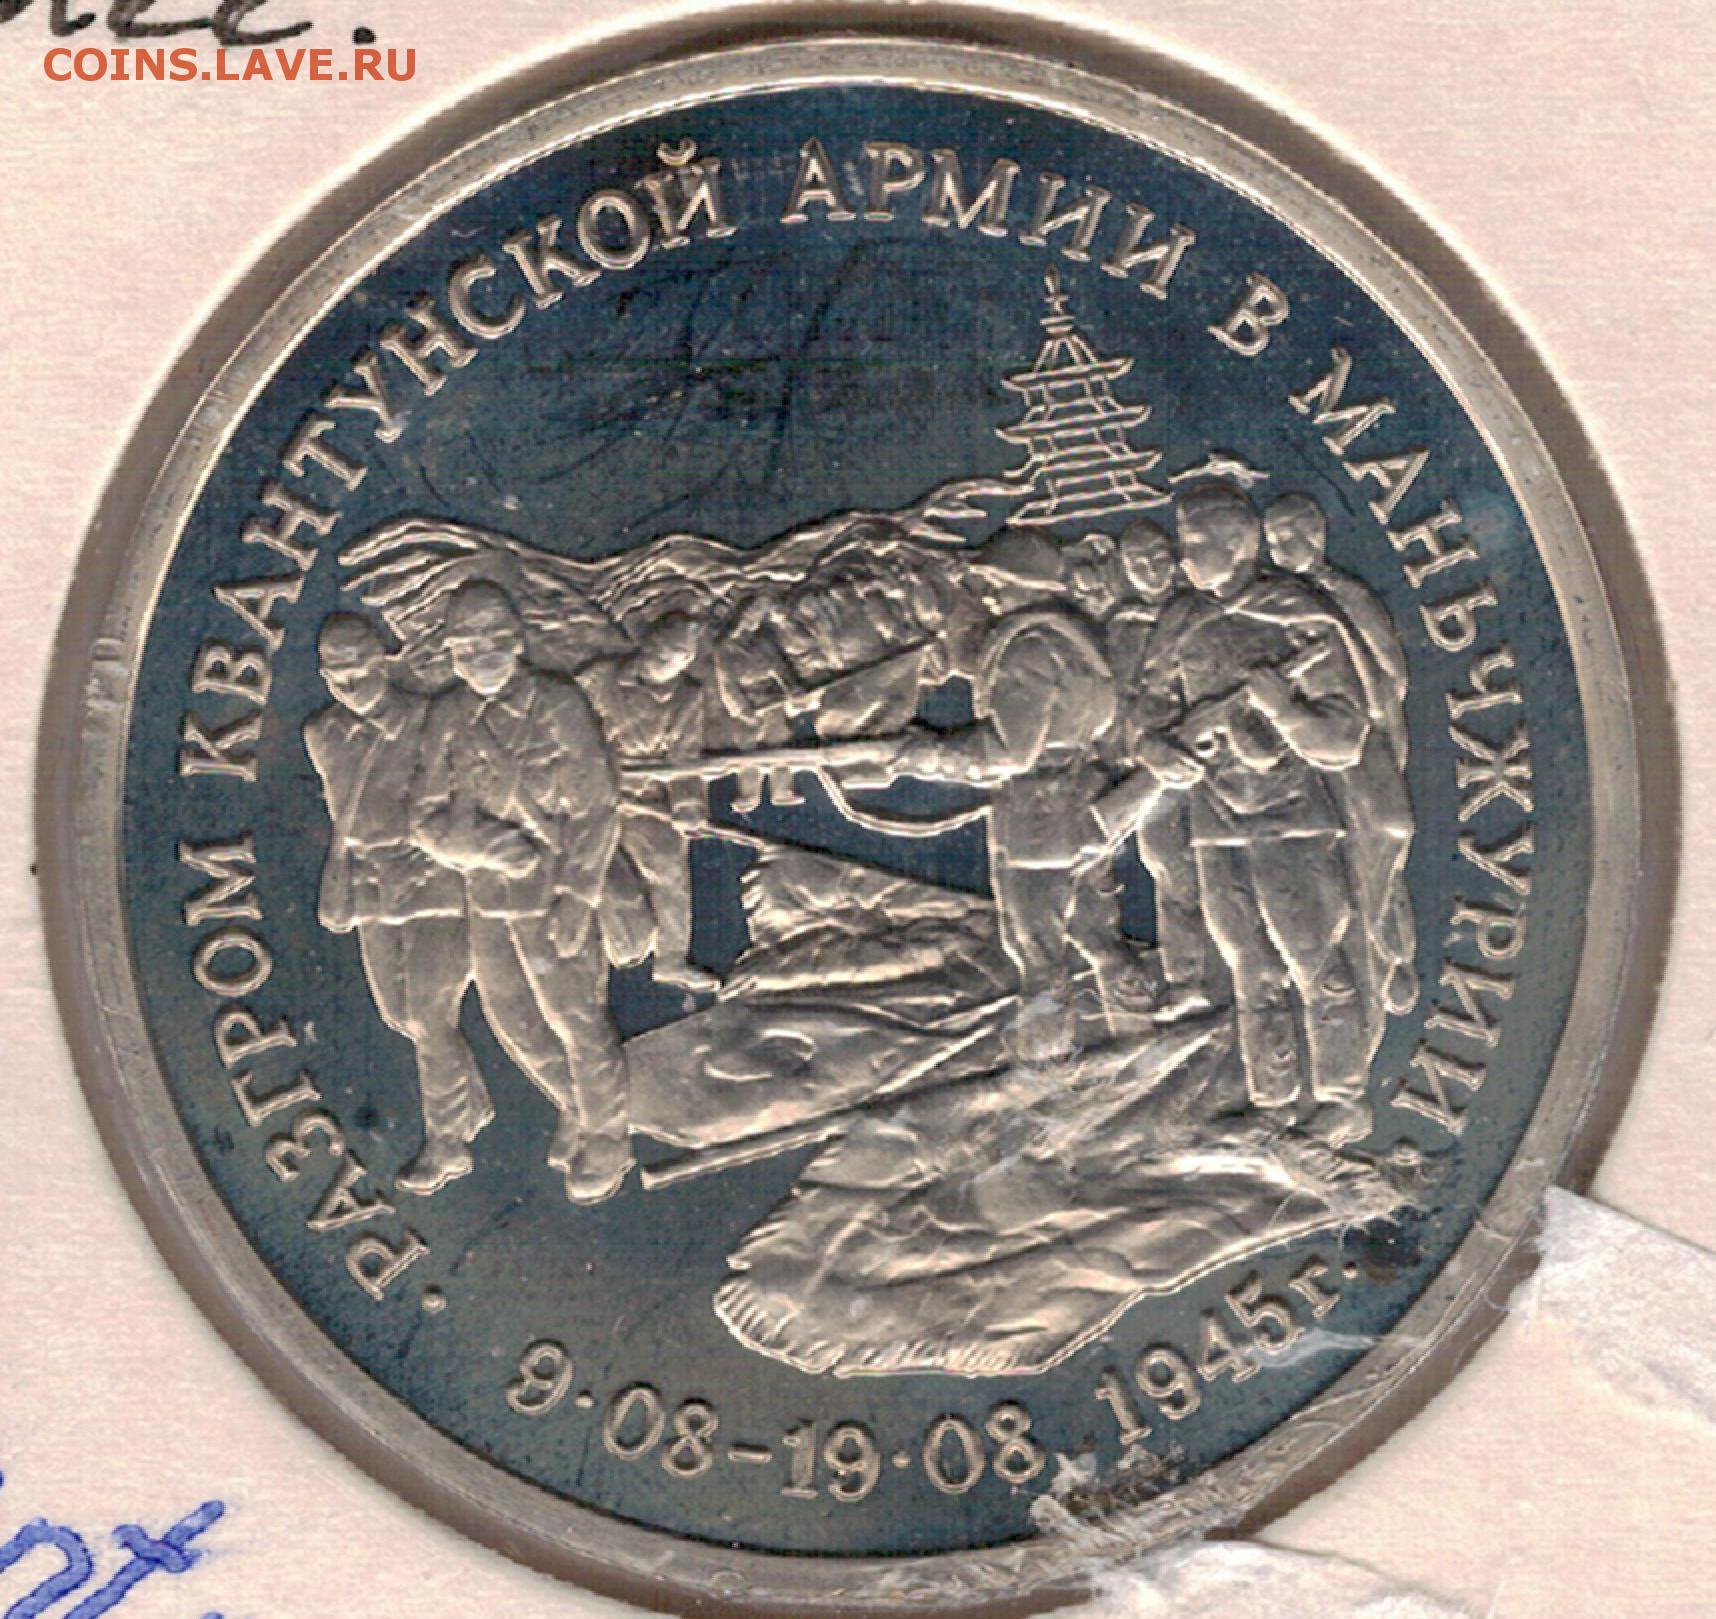 COINS.LAVE.RU
· РАЗГРОМ КВАНТУНСКОЙ АРМИИ В МАНЬЧЖУРИИ ·
9·08-19·08 1945г.